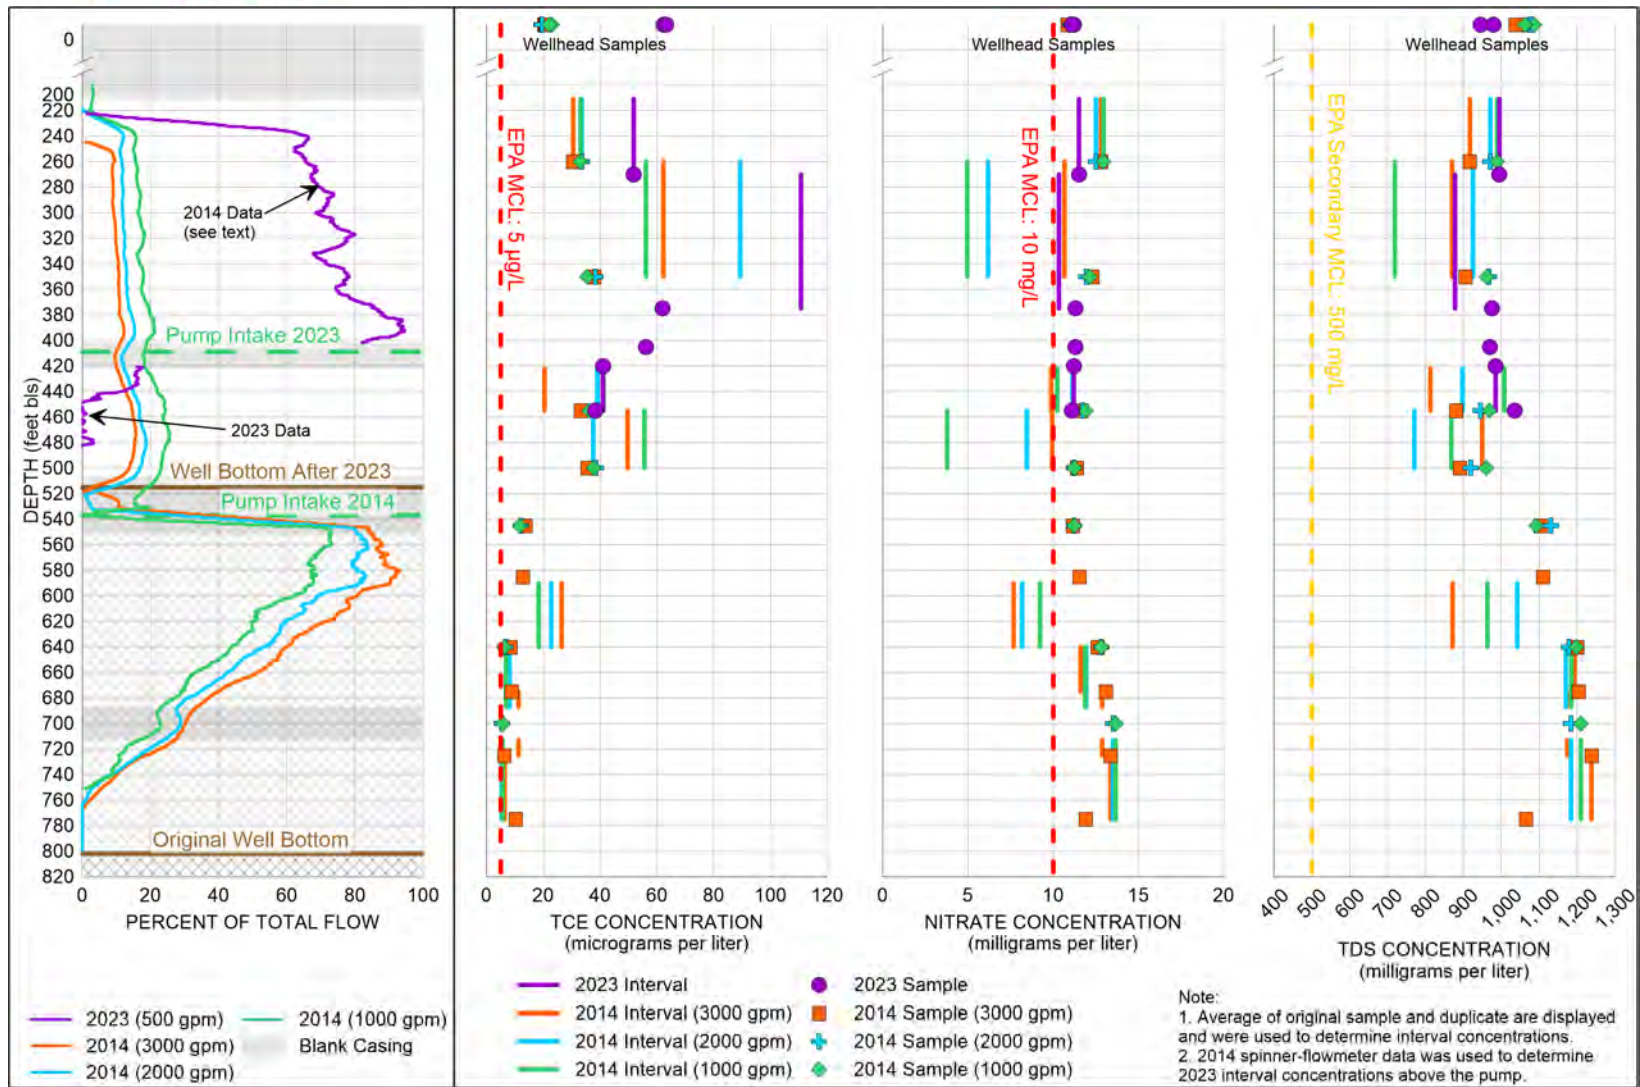 0
200
220
240
260
280
300
320
340
360
380
400
420
440
460
480
500
520
540
560
580
600
620
640
660
680
700
720
740
760
780
800
820
DEPTH (feet bls)
2014 Data
(see text)
Pump Intake 2023
2023 Data
Well Bottom After 2023
Pump Intake 2014
Original Well Bottom
0 20 40 60 80 100
PERCENT OF TOTAL FLOW
2023 (500 gpm)
2014 (3000 gpm)
2014 (2000 gpm)
2014 (1000 gpm)
Blank Casing
Wellhead Samples
EPA MCL: 5 µg/L
0 20 40 60 80 100 120
TCE CONCENTRATION
(micrograms per liter)
Wellhead Samples
EPA MCL: 10 mg/L
0 5 10 15 20
NITRATE CONCENTRATION
(milligrams per liter)
Wellhead Samples
EPA Secondary MCL: 500 mg/L
400 500 600 700 800 900 1,000 1,100 1,200 1,300
TDS CONCENTRATION
(milligrams per liter)
2023 Interval
2014 Interval (3000 gpm)
2014 Interval (2000 gpm)
2014 Interval (1000 gpm)
2023 Sample
2014 Sample (3000 gpm)
2014 Sample (2000 gpm)
2014 Sample (1000 gpm)
Note:
1. Average of original sample and duplicate are displayed
and were used to determine interval concentrations.
2. 2014 spinner-flowmeter data was used to determine
2023 interval concentrations above the pump.